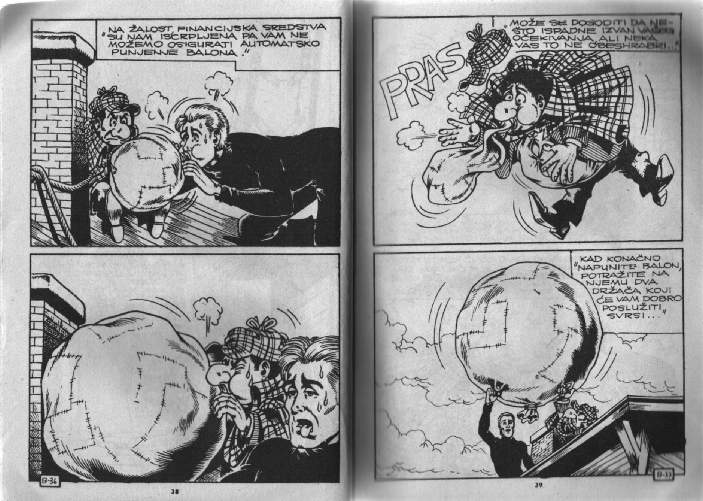 "NA ŽALOST FINANCIJSKA SREDSTVA
SU NAM ISCRPLJENA PA VAM NE
MOŽEMO OSIGURATI AUTOMATSKO
PUNJENJE BALONA."
13-34
38
"MOŽE SE DOGODITI DA NE-
ŠTO ISPADNE IZVAN VAŠEG
OČEKIVANJA, ALI NEKA
VAS TO NE OBESHRABRI..."
PRAS
KAD KONAČNO
"NAPUNITE BALON,
POTRAŽITE NA
NJEMU DVA
DRŽAČA KOJI
ĆE VAM DOBRO
POSLUŽITI
SVRSI...
39